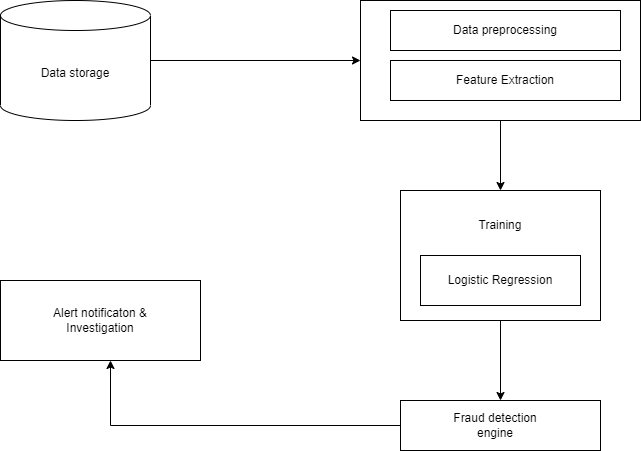 Data storage
Data preprocessing
Feature Extraction
Training
Logistic Regression
Alert notificaton &
Investigation
Fraud detection
engine